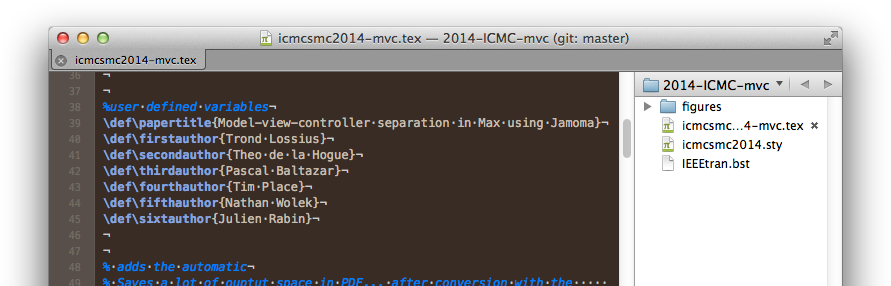 icmcsmc2014-mvc.tex — 2014-ICMC-mvc (git: master)
icmcsmc2014-mvc.tex
36 ¬
37 ¬
38 %user·defined·variables¬
39 \def\papertitle{Model-view-controller·separation·in·Max·using·Jamoma}¬
40 \def\firstauthor{Trond·Lossius}¬
41 \def\secondauthor{Theo·de·la·Hogue}¬
42 \def\thirdauthor{Pascal·Baltazar}¬
43 \def\fourthauthor{Tim·Place}¬
44 \def\fifthauthor{Nathan·Wolek}¬
45 \def\sixtauthor{Julien·Rabin}¬
46 ¬
47 ¬
48 %·adds·the·automatic¬
49 %·Saves·a·lot·of·ouptut·space·in·PDF...·after·conversion·with·the·····
2014-ICMC-mvc
figures
icmcsmc...4-mvc.tex
icmcsmc2014.sty
IEEEtran.bst